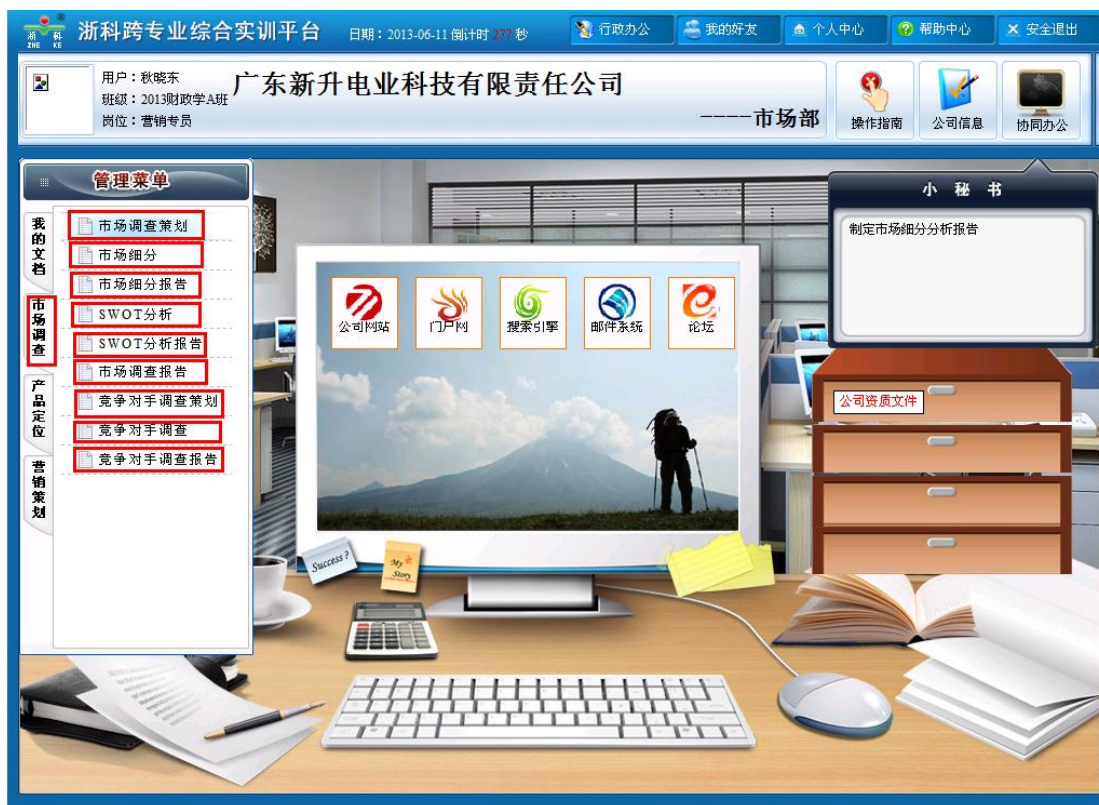 浙科
ZHE KE
浙科跨专业综合实训平台
日期：2013-06-11 倒计时 277 秒
行政办公
我的好友
个人中心
帮助中心
安全退出
用户：秋晓东
班级：2013财政学A班
岗位：营销专员
广东新升电业科技有限责任公司
----市场部
操作指南
公司信息
协同办公
管理菜单
我的文档
市场调查
产品定位
营销策划
市场调查策划
市场细分
市场细分报告
SWOT分析
SWOT分析报告
市场调查报告
竞争对手调查策划
竞争对手调查
竞争对手调查报告
公司网站
门户网
搜索引擎
邮件系统
论坛
小秘书
制定市场细分分析报告
公司资质文件
Success?
My
Story